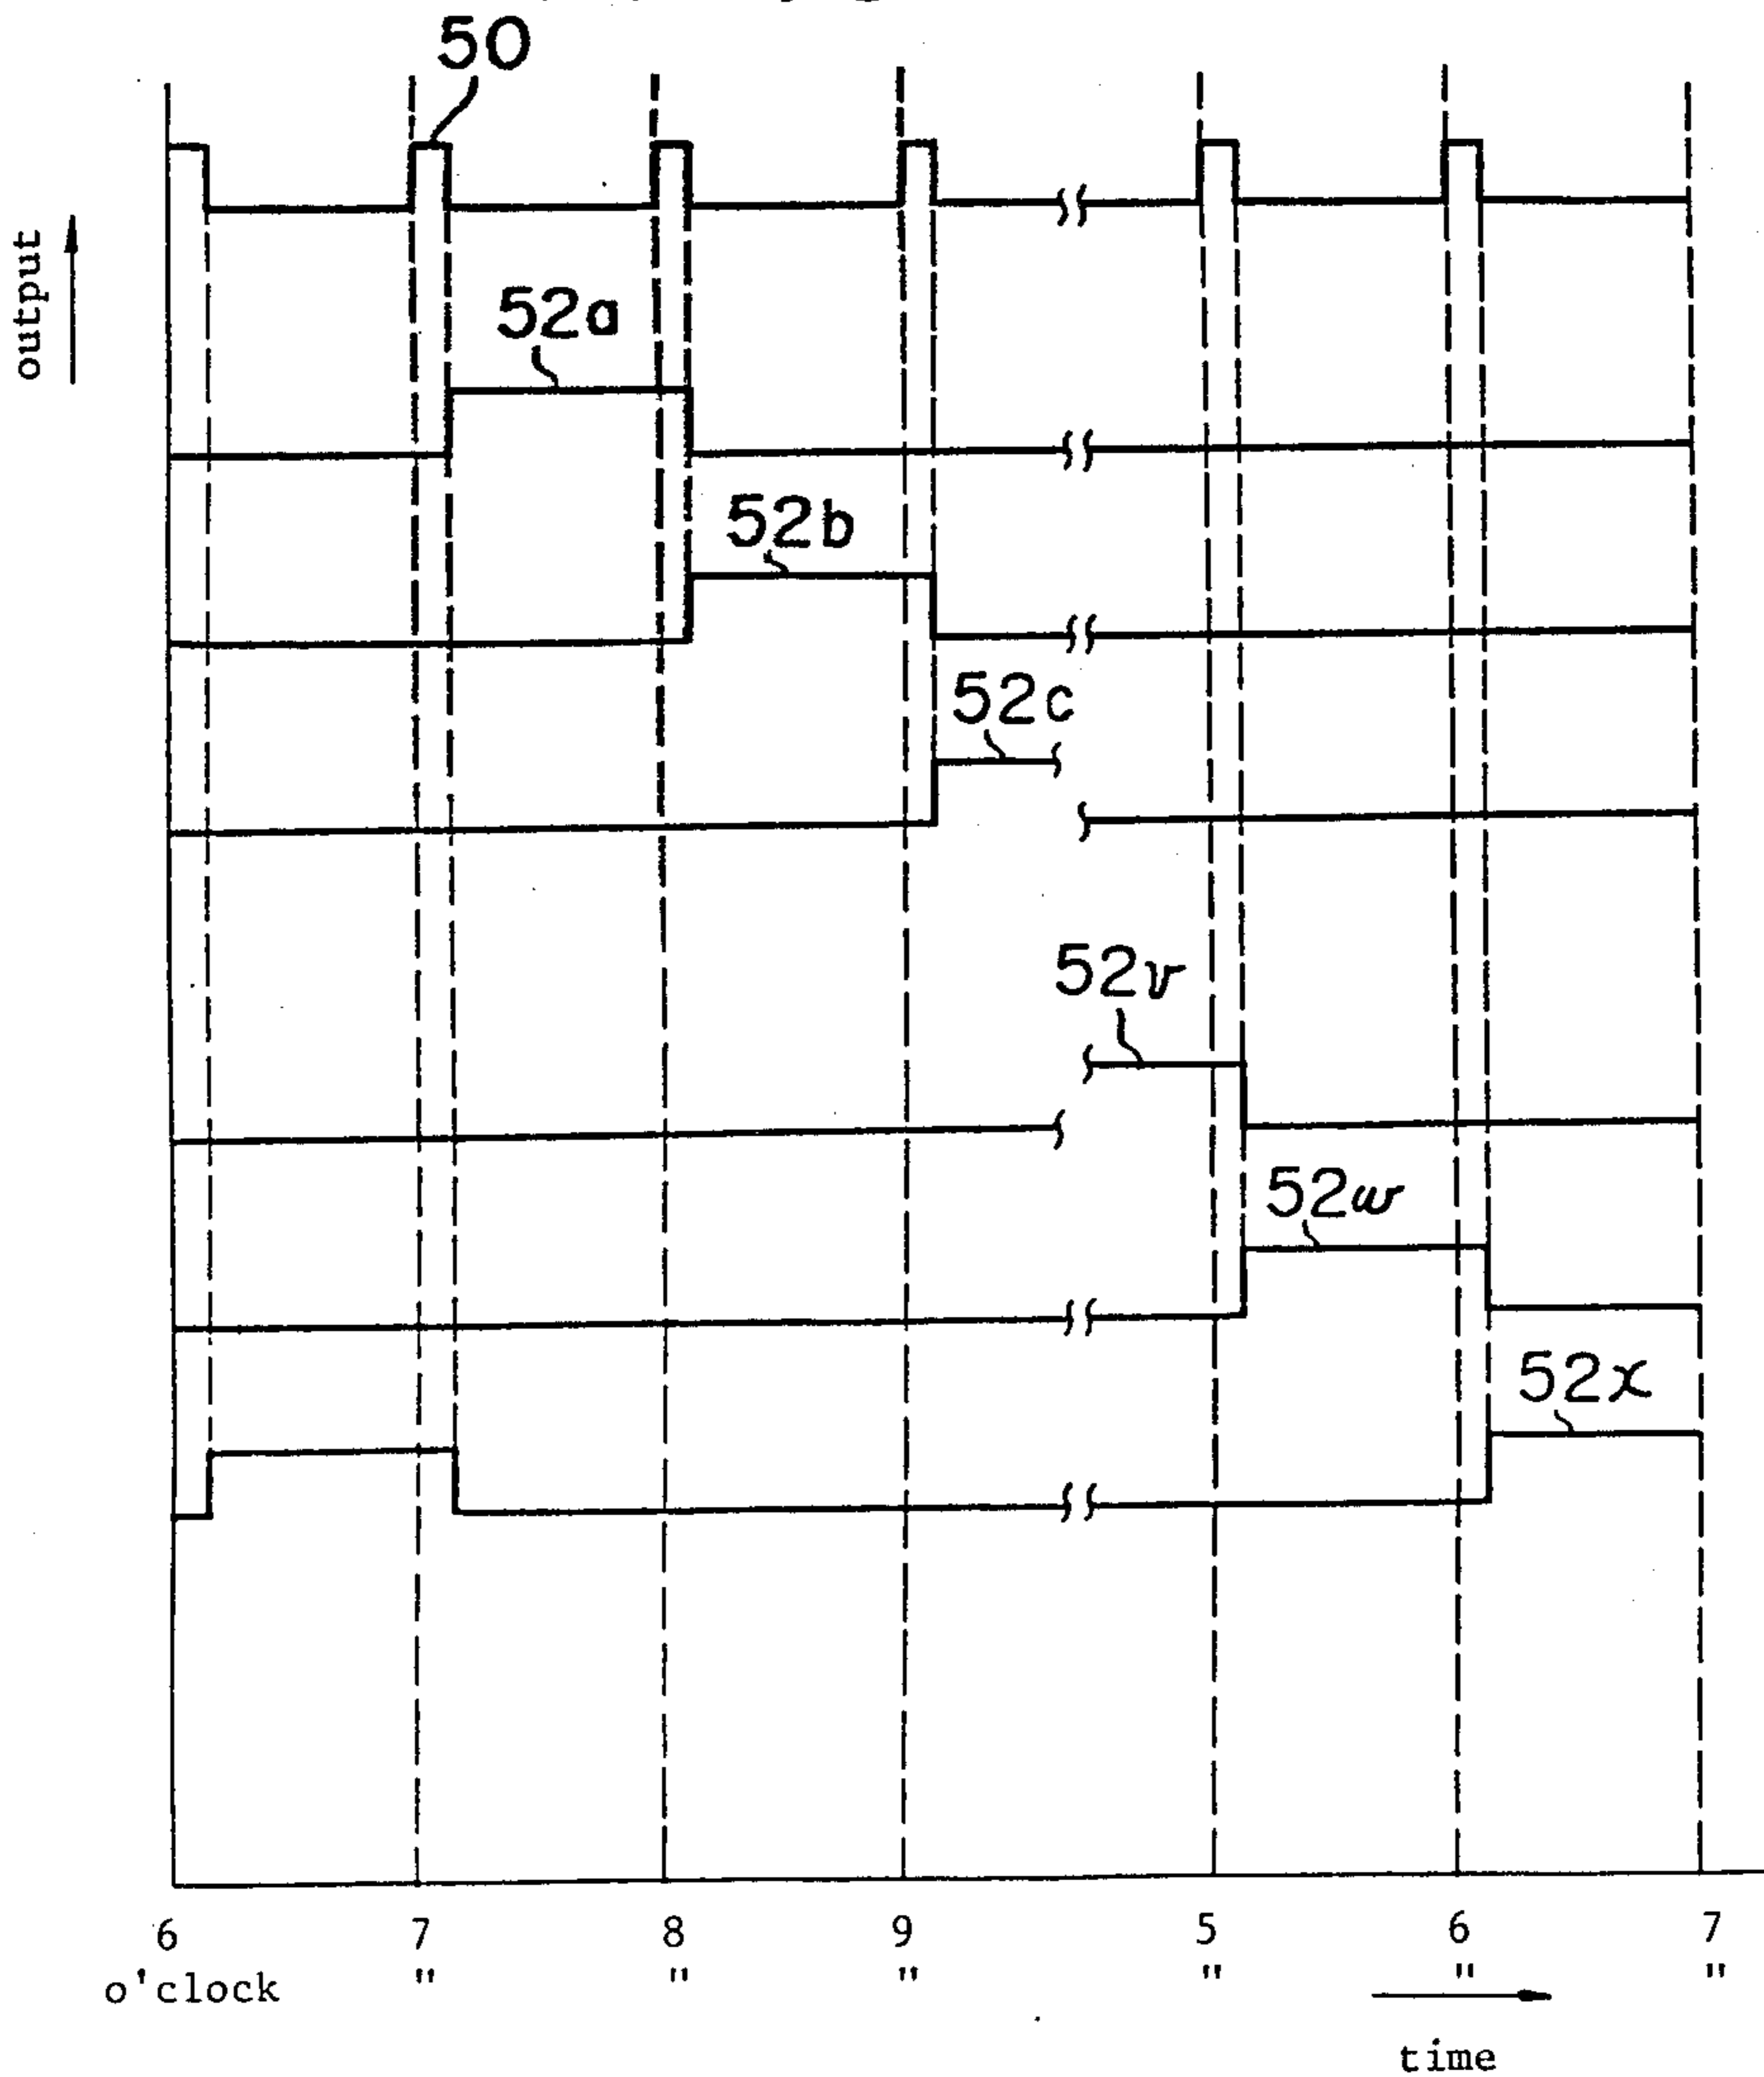 50
output
52a
52b
52c
52v
52w
52x
6 7 8 9 5 6 7
o'clock " " " " " "
time